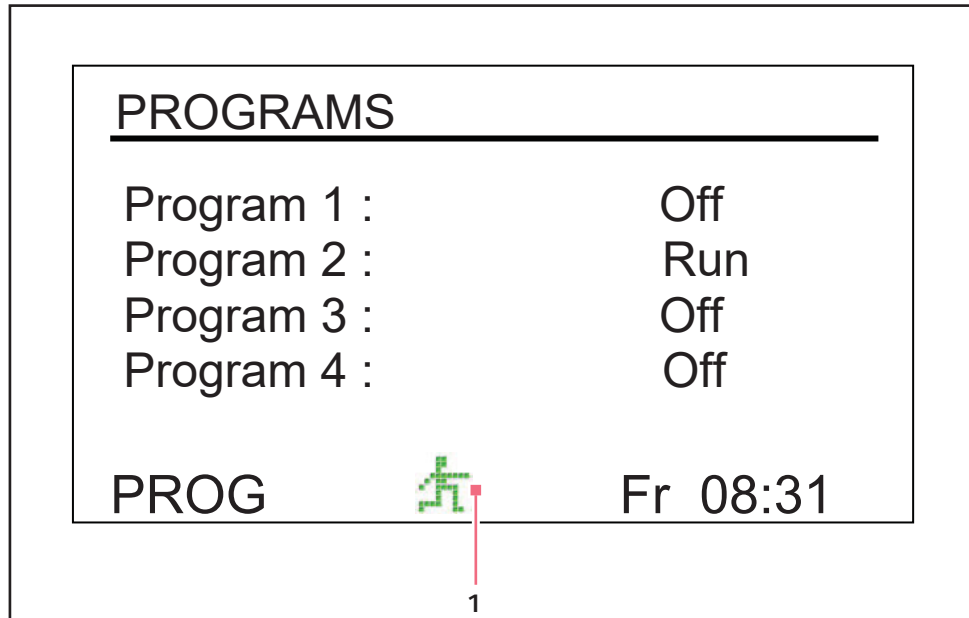 PROGRAMS
Program 1 : Off
Program 2 : Run
Program 3 : Off
Program 4 : Off
PROG Fr 08:31
1